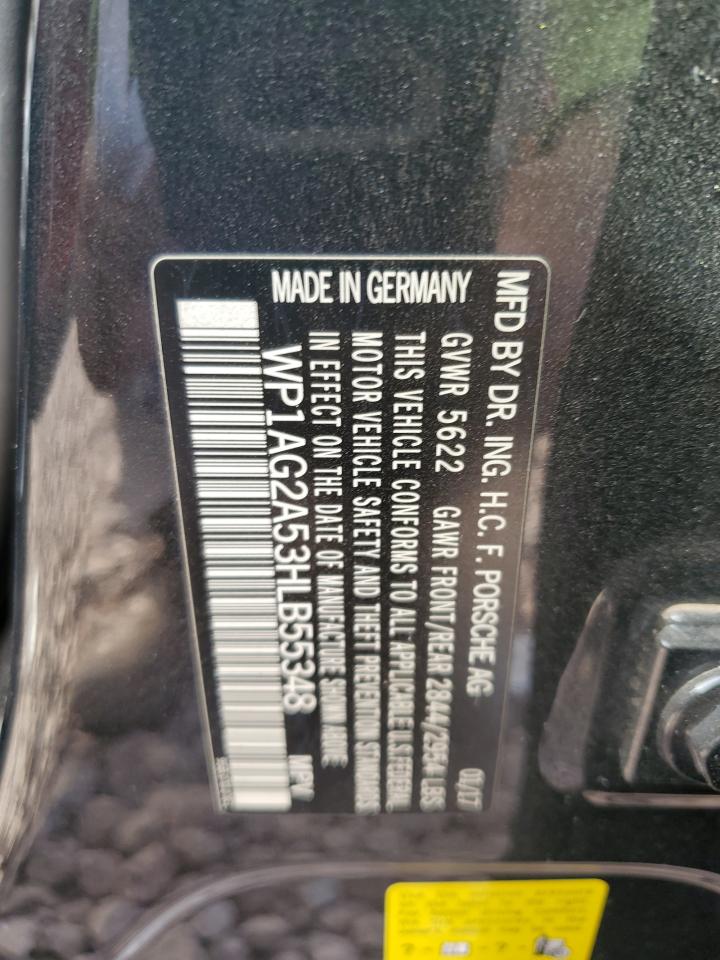 MFD BY DR. ING. H.C. F. PORSCHE AG
MADE IN GERMANY 01/17
GVWR 5622 GAWR FRONT/REAR 2844/2954 LBS
THIS VEHICLE CONFORMS TO ALL APPLICABLE U.S FEDERAL
MOTOR VEHICLE SAFETY AND THEFT PREVENTION STANDARDS
IN EFFECT ON THE DATE OF MANUFACTURE SHOWN ABOVE
WP1AG2A53HLB55348 MPV